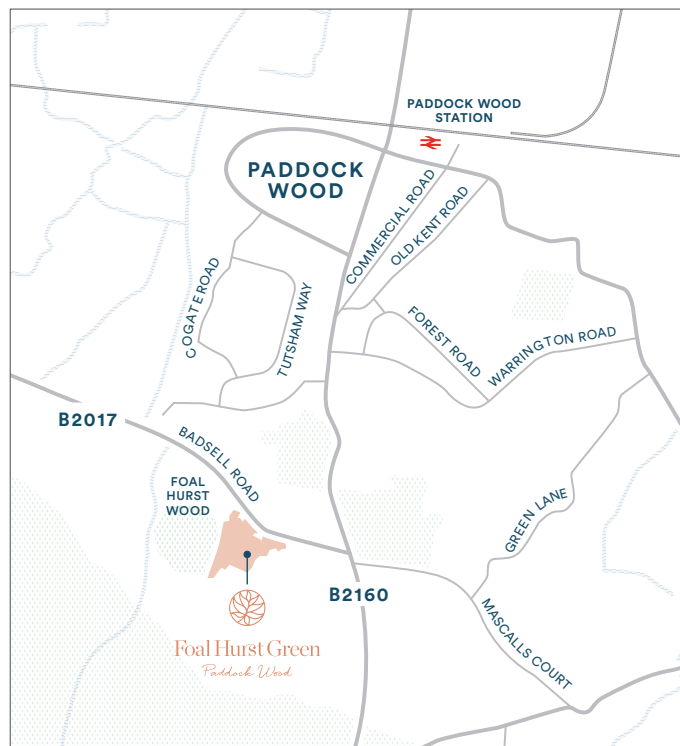 PADDOCK WOOD
STATION
PADDOCK
WOOD
COMMERCIAL ROAD
OLD KENT ROAD
COGATE ROAD
TUTSHAM WAY
FOREST ROAD
WARRINGTON ROAD
B2017
BADSELL ROAD
FOAL
HURST
WOOD
GREEN LANE
B2160
MASCALLS COURT
Foal Hurst Green
Paddock Wood